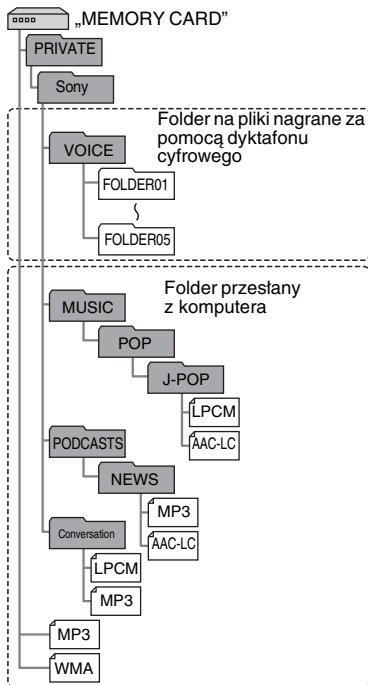 „MEMORY CARD”
PRIVATE
Sony
Folder na pliki nagrane za
pomocą dyktafonu
cyfrowego
VOICE
FOLDER01
FOLDER05
Folder przesłany
z komputera
MUSIC
POP
J-POP
LPCM
AAC-LC
PODCASTS
NEWS
MP3
AAC-LC
Conversation
LPCM
MP3
MP3
WMA